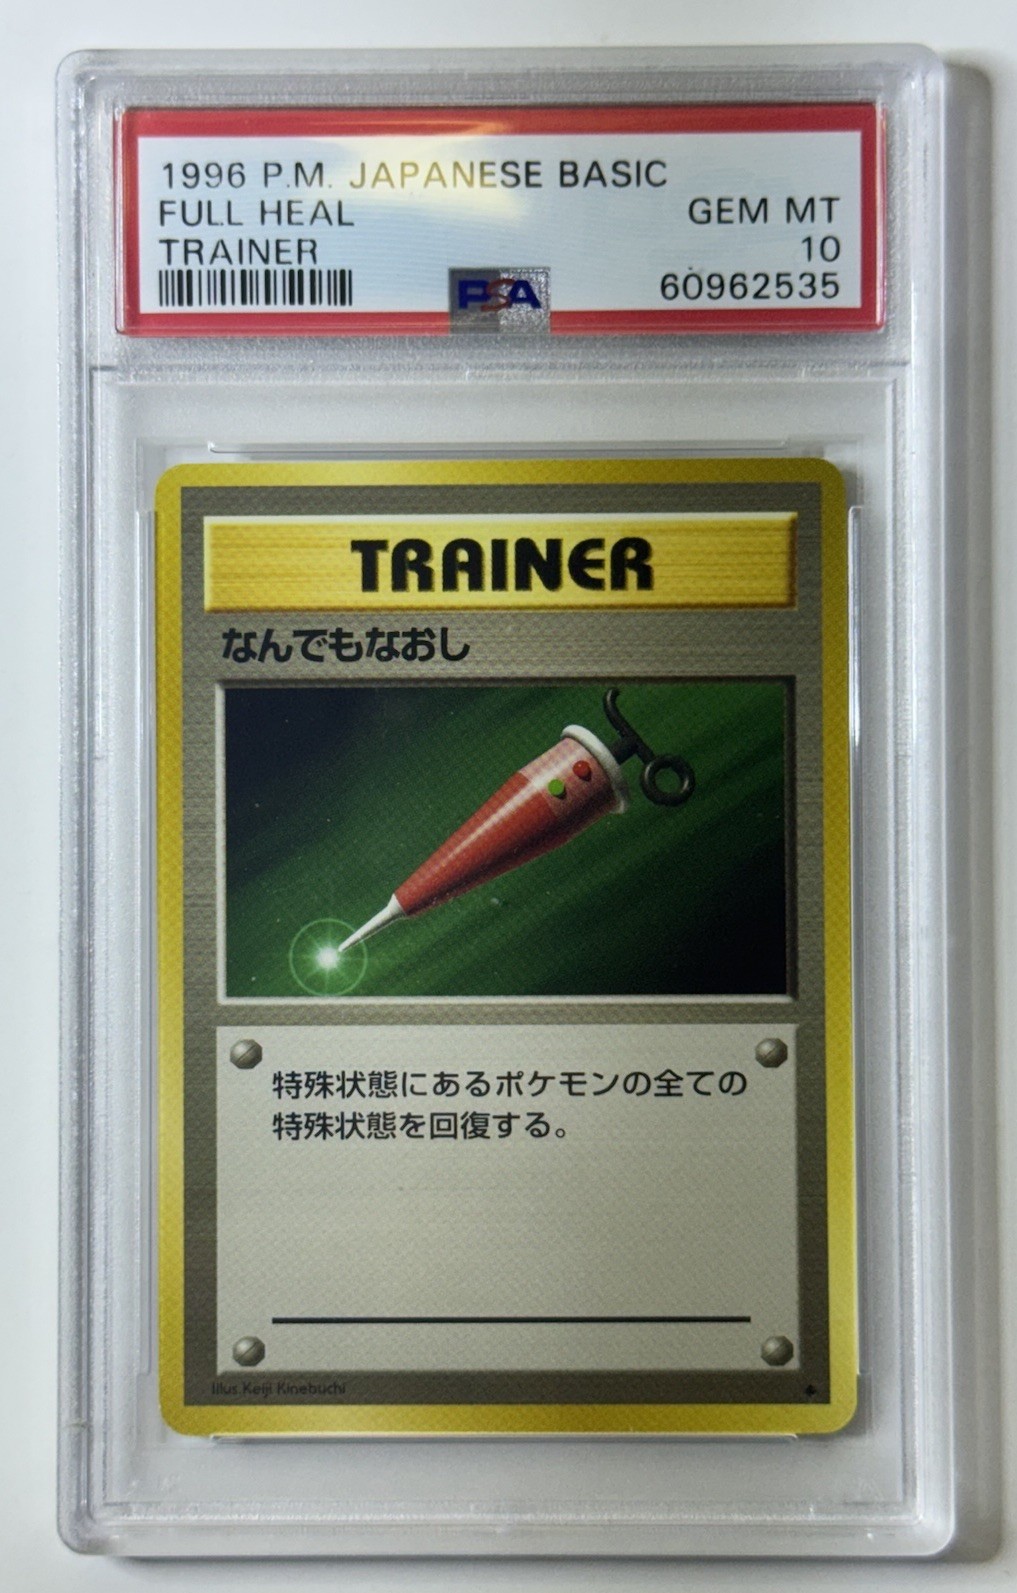 1996 P.M. JAPANESE BASIC
FULL HEAL
GEM MT
TRAINER
10
60962535
PSA
TRAINER
なんでもなおし
特殊状態にあるポケモンの全ての
特殊状態を回復する。
Illus. Keiji Kinebuchi